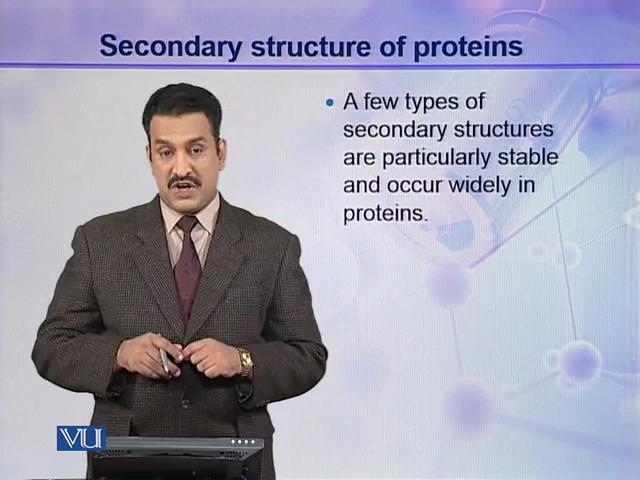 Secondary structure of proteins
• A few types of
secondary structures
are particularly stable
and occur widely in
proteins.
VU